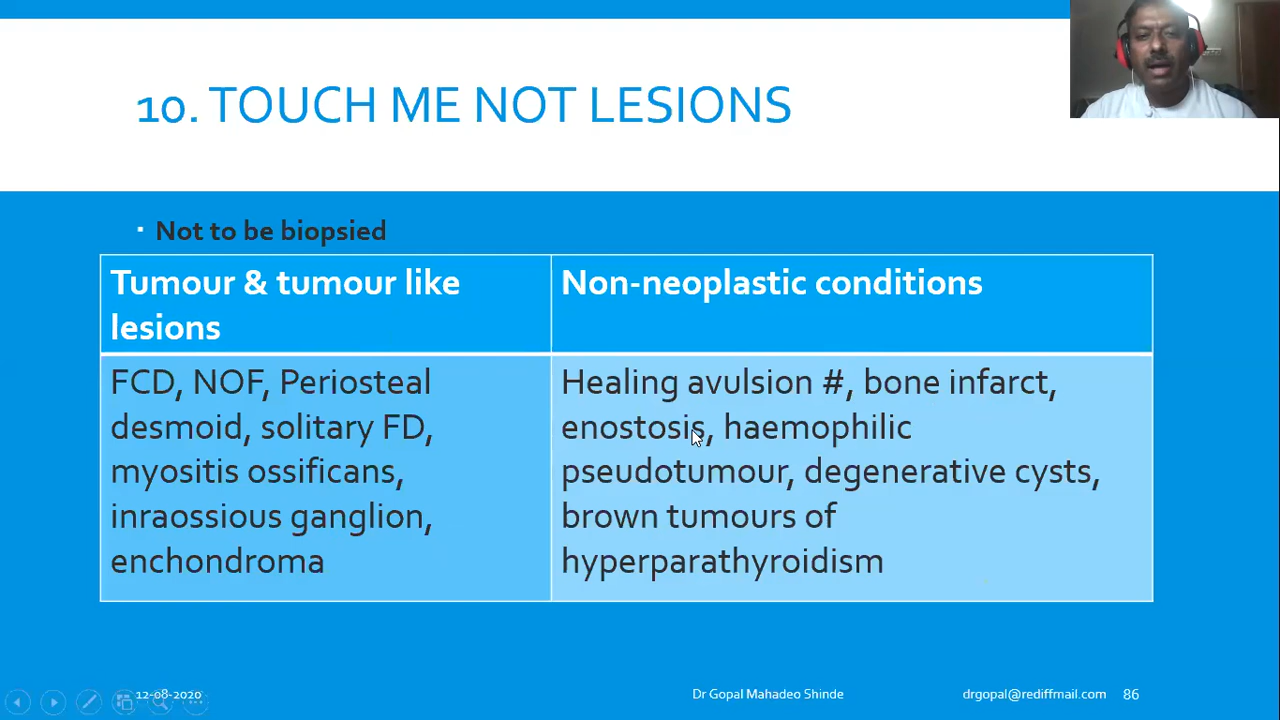 10. TOUCH ME NOT LESIONS
▪ Not to be biopsied
Tumour & tumour like
lesions
Non-neoplastic conditions
FCD, NOF, Periosteal
desmoid, solitary FD,
myositis ossificans,
inraossious ganglion,
enchondroma
Healing avulsion #, bone infarct,
enostosis, haemophilic
pseudotumour, degenerative cysts,
brown tumours of
hyperparathyroidism
12-08-2020
Dr Gopal Mahadeo Shinde
drgopal@rediffmail.com
86